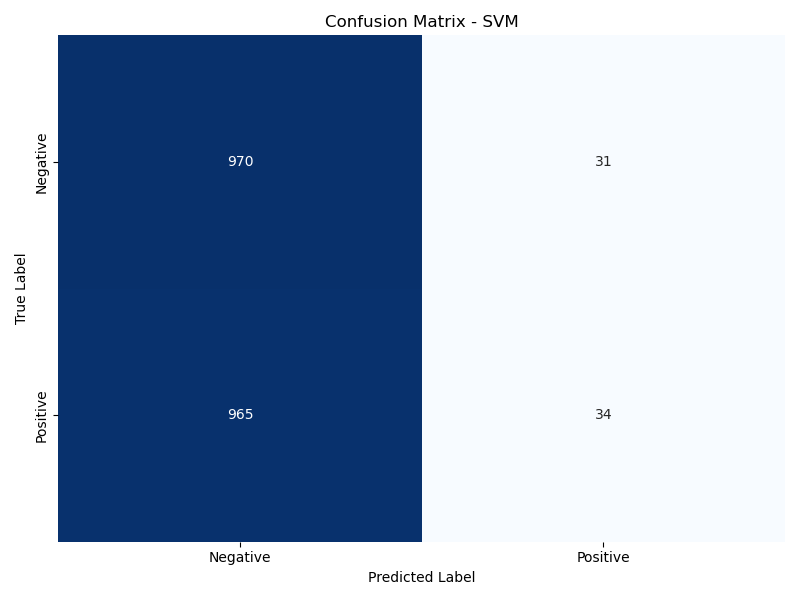 Confusion Matrix - SVM
True Label
Negative
970
31
Positive
965
34
Negative
Positive
Predicted Label